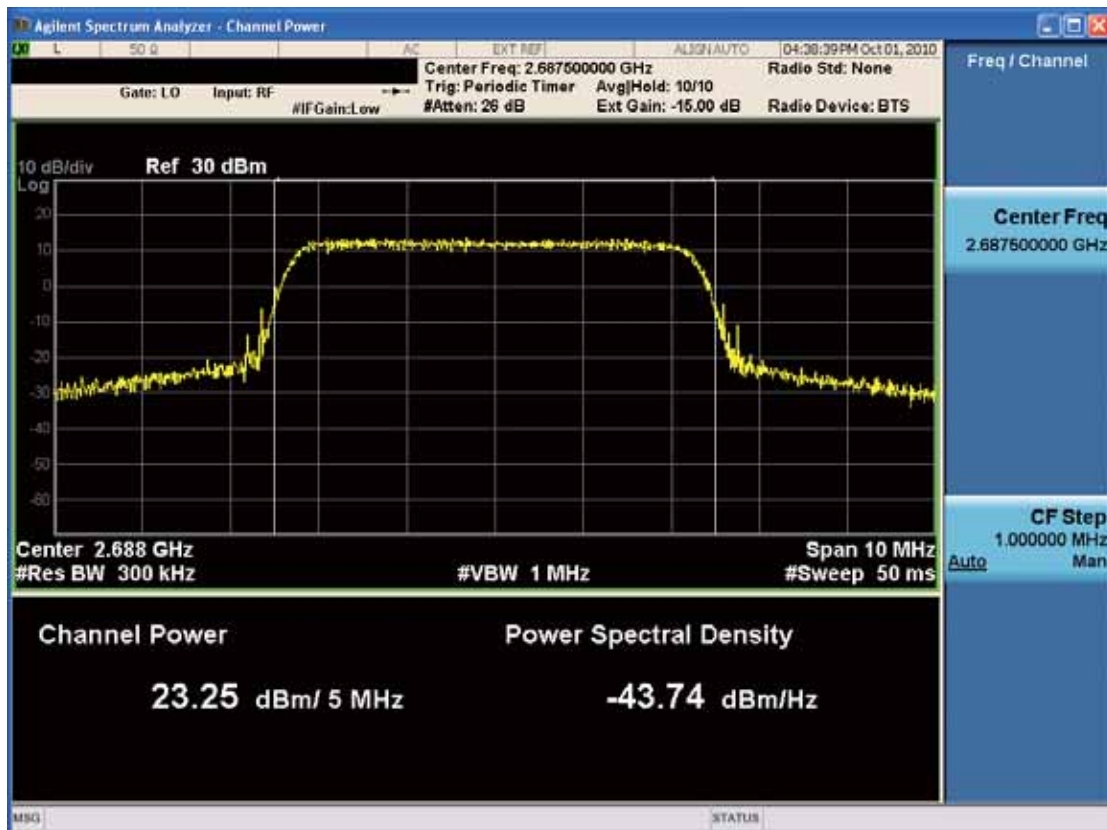 Agilent Spectrum Analyzer - Channel Power
L 50 Ω AC EXT REF ALIGN AUTO 04:38:39 PM Oct 01, 2010
Center Freq: 2.687500000 GHz Radio Std: None
Gate: LO Input: RF Trig: Periodic Timer Avg|Hold: 10/10
#IFGain:Low #Atten: 26 dB Ext Gain: -15.00 dB Radio Device: BTS
10 dB/div Ref 30 dBm
Log
20
10
0
-10
-20
-30
-40
-50
-60
Center 2.688 GHz Span 10 MHz
#Res BW 300 kHz #VBW 1 MHz #Sweep 50 ms
Channel Power Power Spectral Density
23.25 dBm/ 5 MHz -43.74 dBm/Hz
MSG STATUS
Freq / Channel
Center Freq
2.687500000 GHz
CF Step
1.000000 MHz
Auto Man